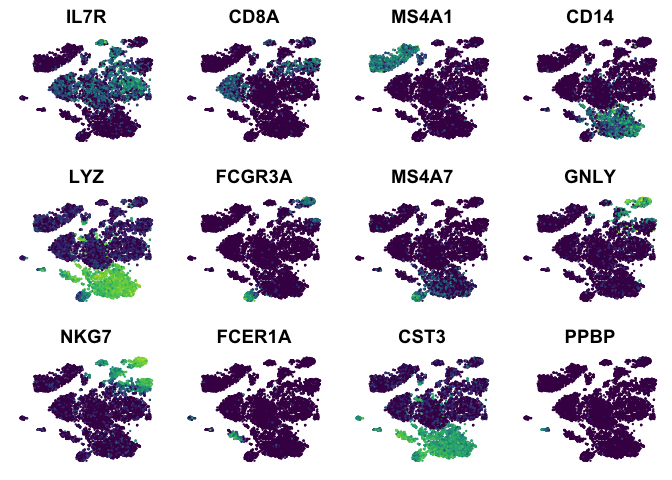 IL7R CD8A MS4A1 CD14
LYZ FCGR3A MS4A7 GNLY
NKG7 FCER1A CST3 PPBP